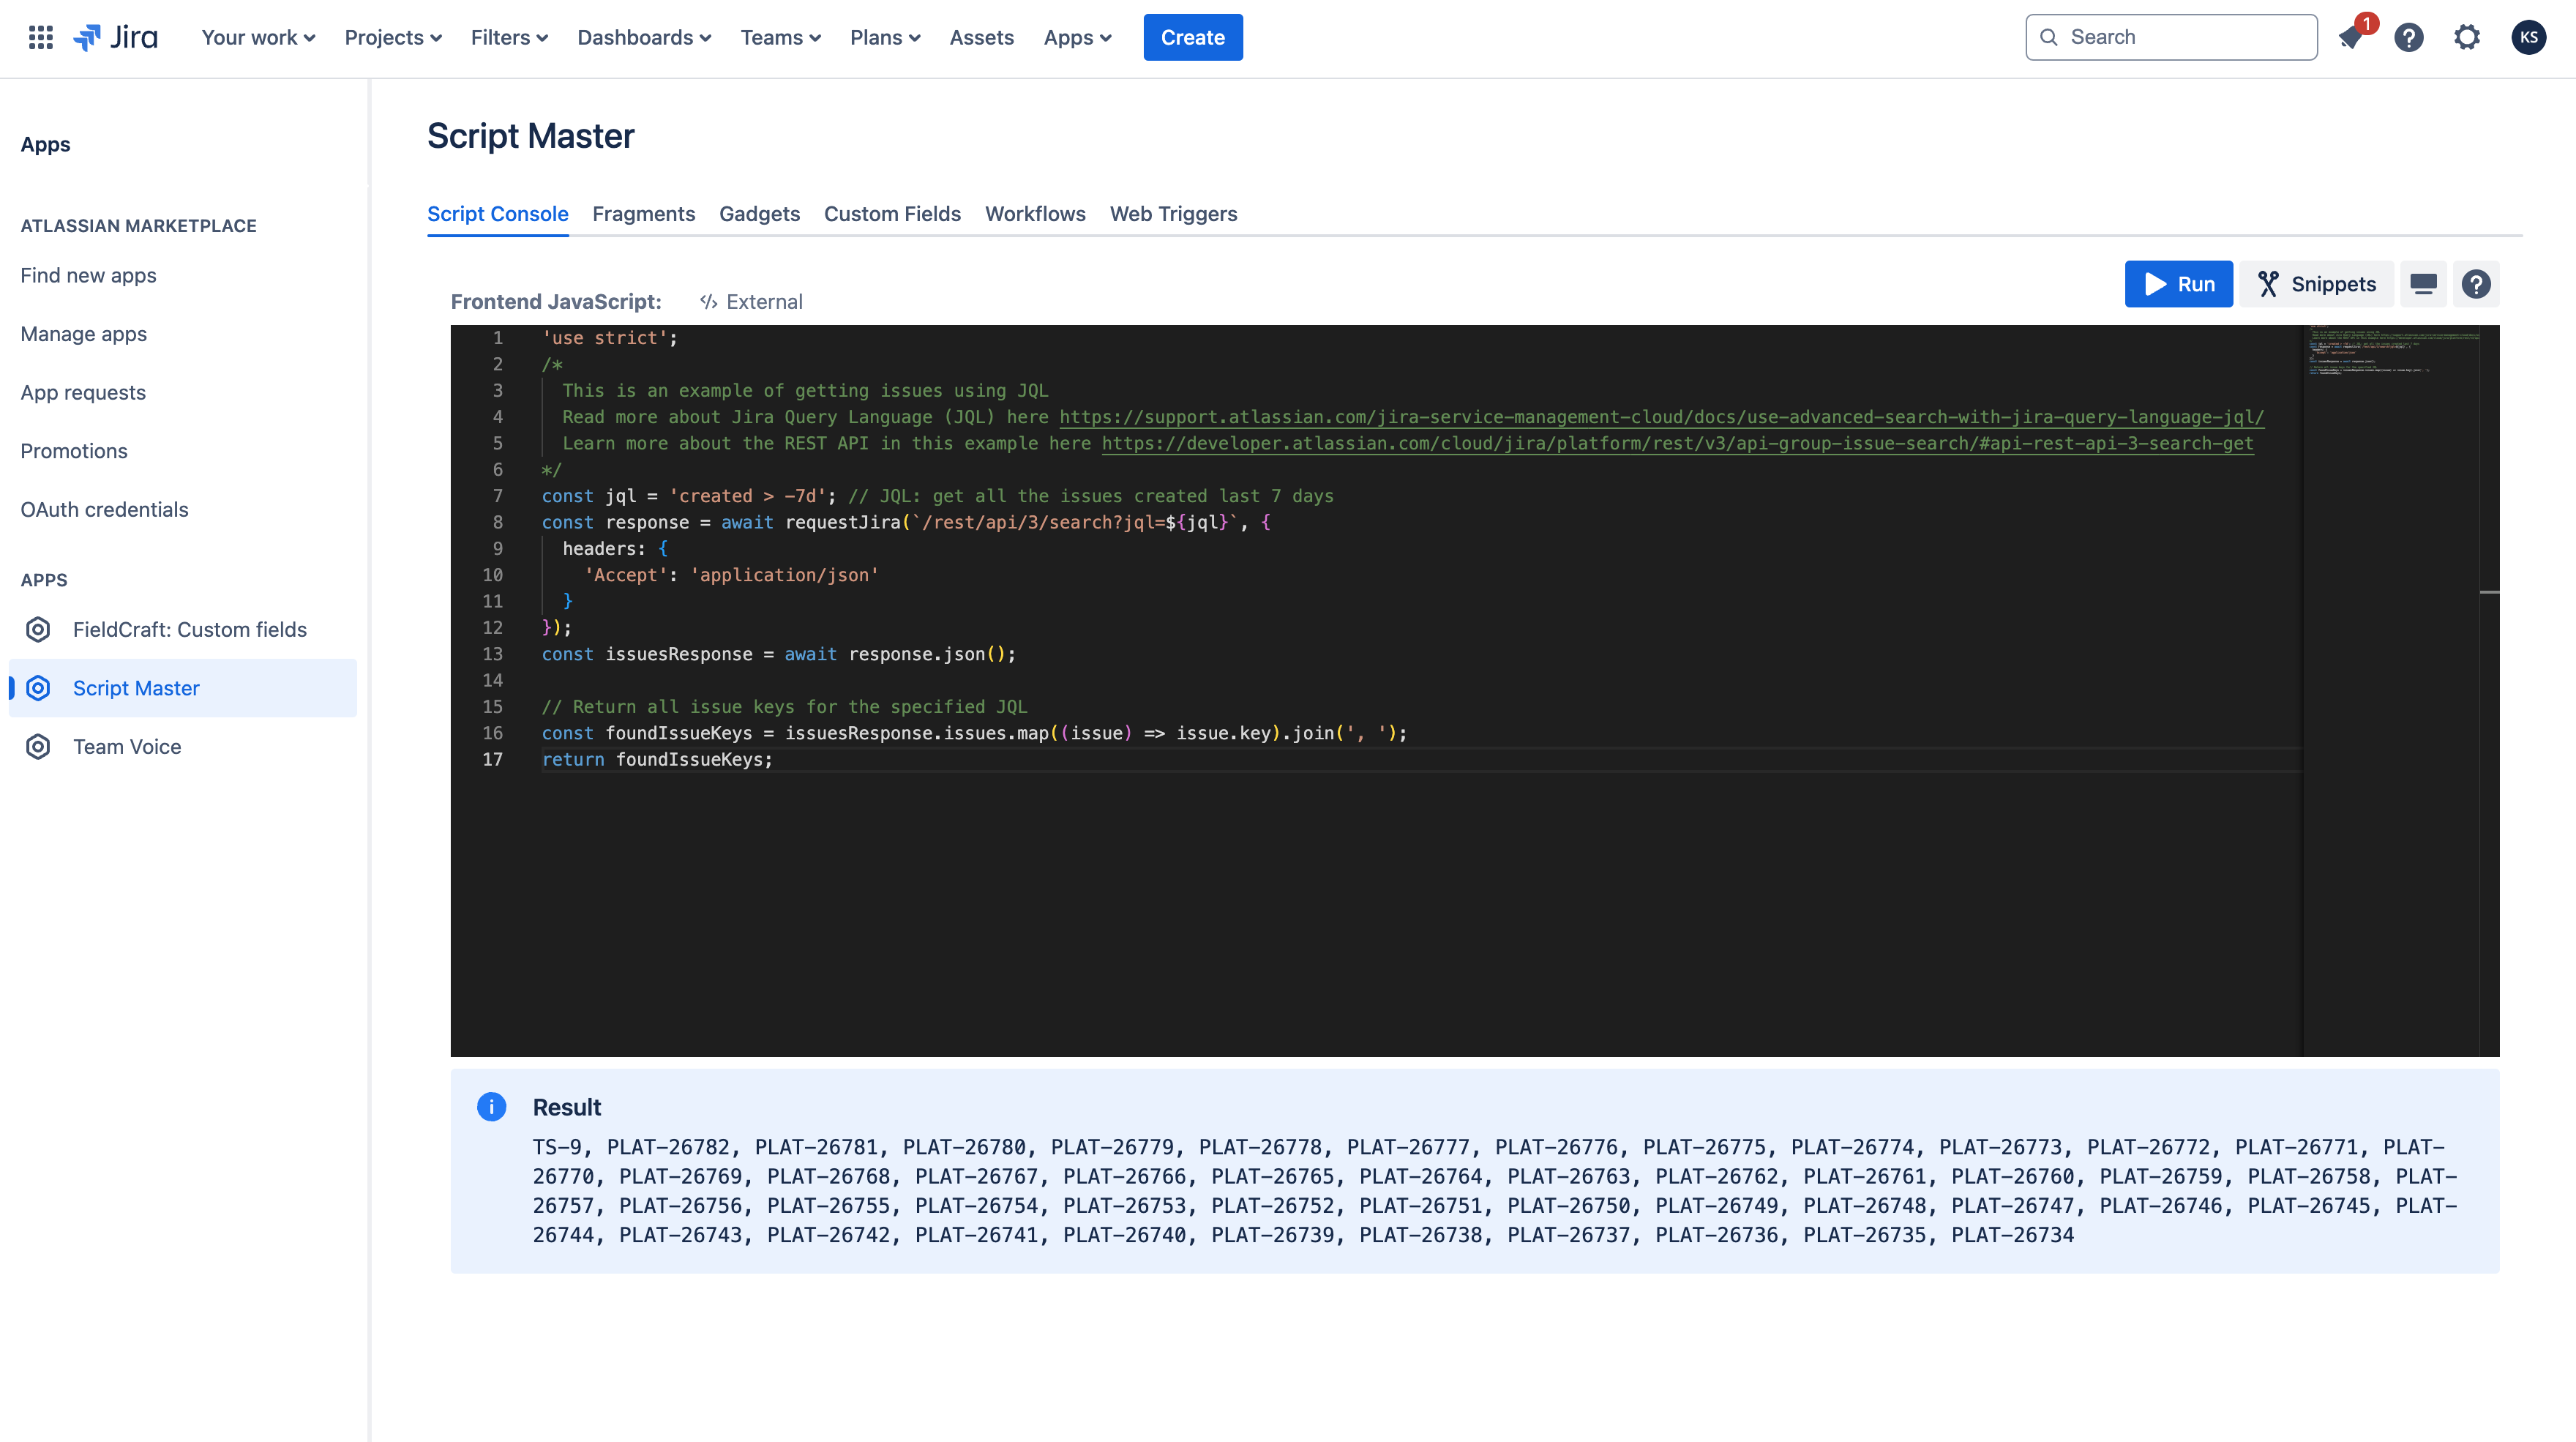 Jira Your work Projects Filters Dashboards Teams Plans Assets Apps Create Search 1 KS
Apps
ATLASSIAN MARKETPLACE
Find new apps
Manage apps
App requests
Promotions
OAuth credentials
APPS
FieldCraft: Custom fields
Script Master
Team Voice
Script Master
Script Console Fragments Gadgets Custom Fields Workflows Web Triggers
Run Snippets
Frontend JavaScript: External
1 'use strict';
2 /*
3 This is an example of getting issues using JQL
4 Read more about Jira Query Language (JQL) here https://support.atlassian.com/jira-service-management-cloud/docs/use-advanced-search-with-jira-query-language-jql/
5 Learn more about the REST API in this example here https://developer.atlassian.com/cloud/jira/platform/rest/v3/api-group-issue-search/#api-rest-api-3-search-get
6 */
7 const jql = 'created > -7d'; // JQL: get all the issues created last 7 days
8 const response = await requestJira(`/rest/api/3/search?jql=${jql}`, {
9 headers: {
10 'Accept': 'application/json'
11 }
12 });
13 const issuesResponse = await response.json();
14
15 // Return all issue keys for the specified JQL
16 const foundIssueKeys = issuesResponse.issues.map((issue) => issue.key).join(', ');
17 return foundIssueKeys;
Result
TS-9, PLAT-26782, PLAT-26781, PLAT-26780, PLAT-26779, PLAT-26778, PLAT-26777, PLAT-26776, PLAT-26775, PLAT-26774, PLAT-26773, PLAT-26772, PLAT-26771, PLAT-
26770, PLAT-26769, PLAT-26768, PLAT-26767, PLAT-26766, PLAT-26765, PLAT-26764, PLAT-26763, PLAT-26762, PLAT-26761, PLAT-26760, PLAT-26759, PLAT-26758, PLAT-
26757, PLAT-26756, PLAT-26755, PLAT-26754, PLAT-26753, PLAT-26752, PLAT-26751, PLAT-26750, PLAT-26749, PLAT-26748, PLAT-26747, PLAT-26746, PLAT-26745, PLAT-
26744, PLAT-26743, PLAT-26742, PLAT-26741, PLAT-26740, PLAT-26739, PLAT-26738, PLAT-26737, PLAT-26736, PLAT-26735, PLAT-26734